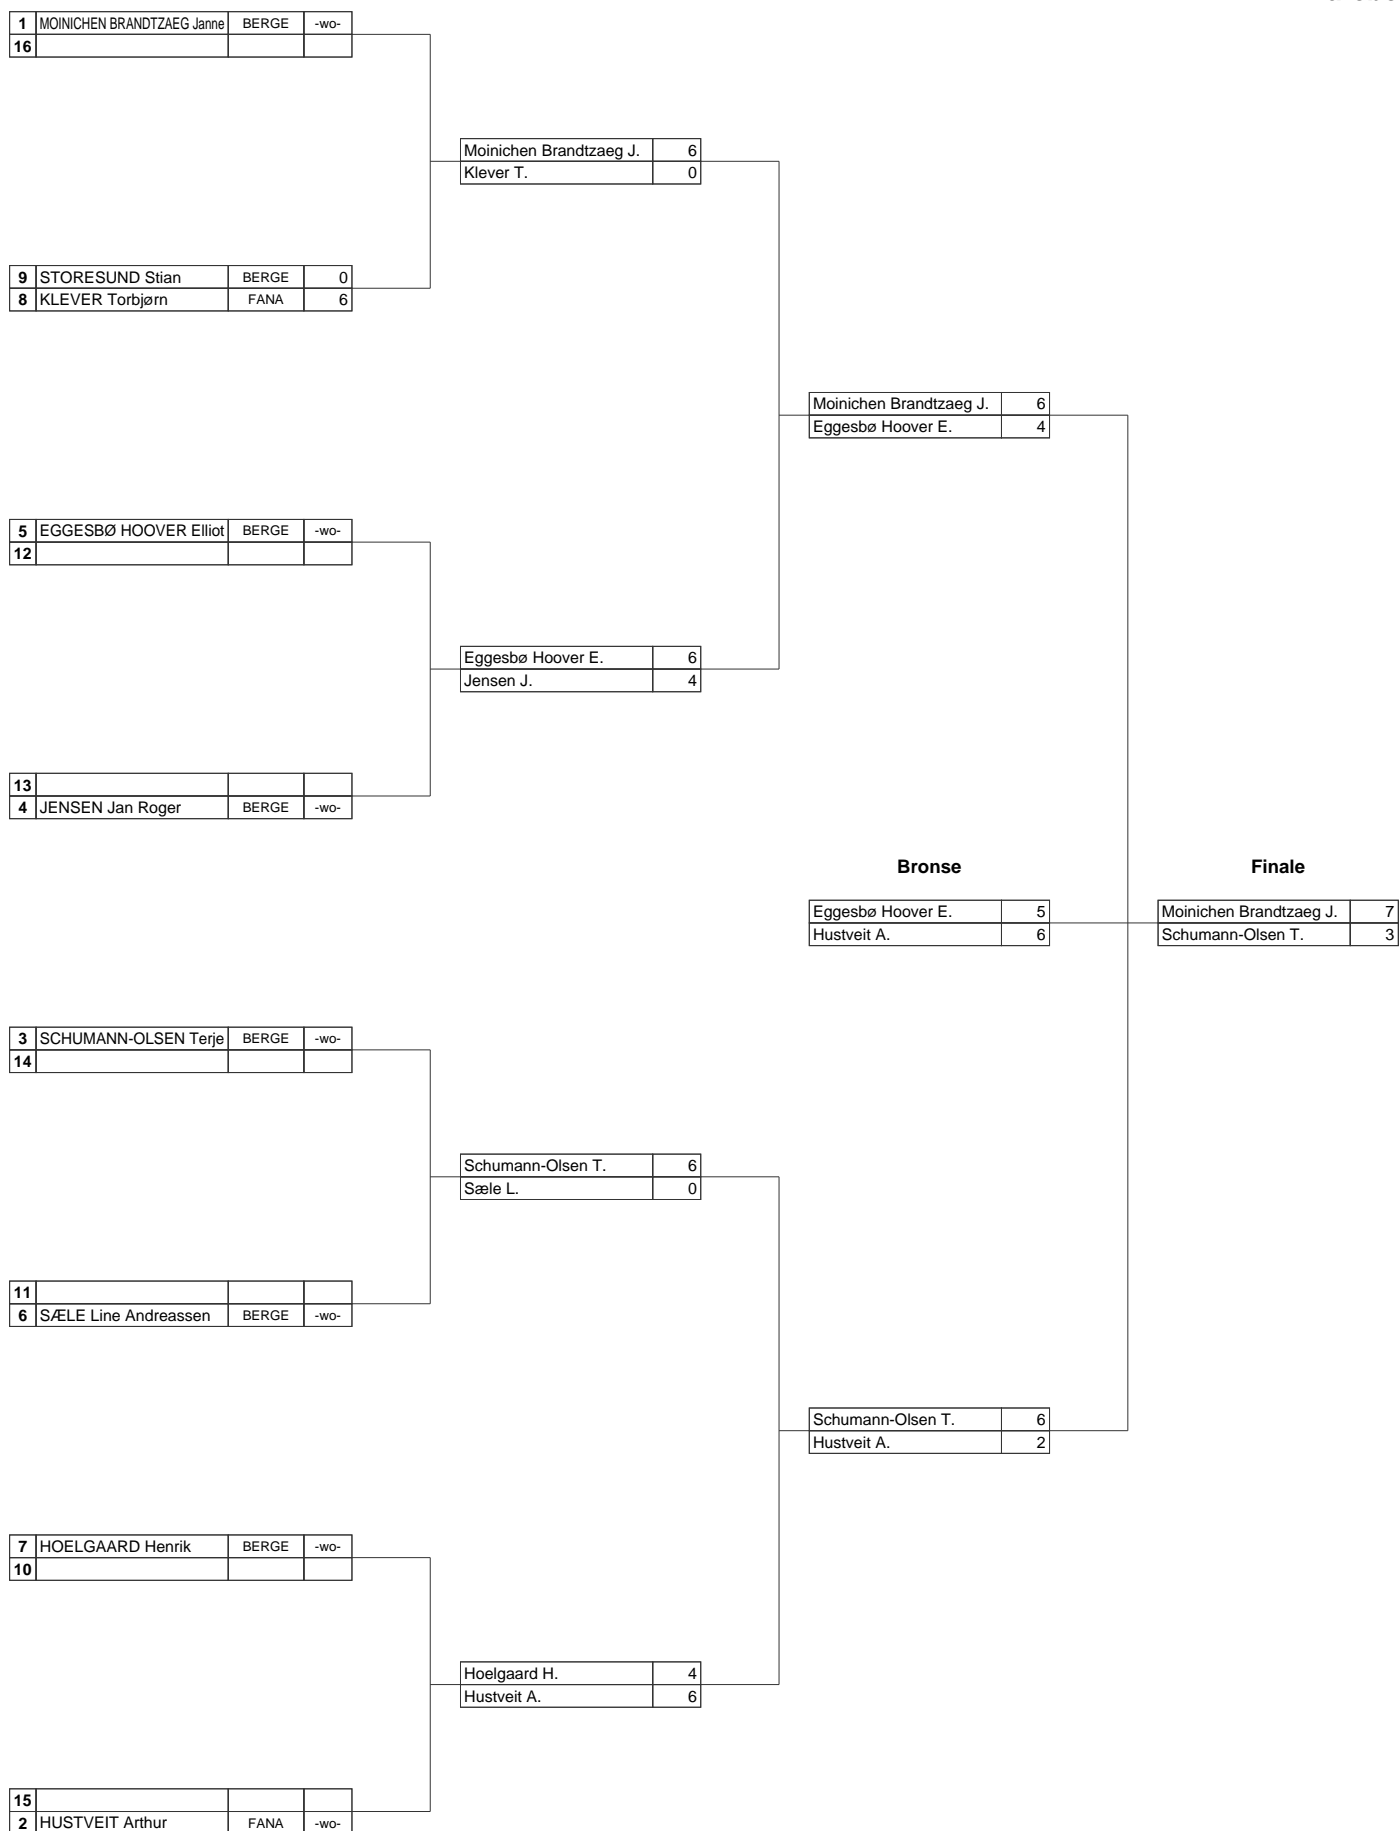 1 MOINICHEN BRANDTZAEG Janne BERGE -wo-
16
Moinichen Brandtzaeg J. 6
Klever T. 0
9 STORESUND Stian BERGE 0
8 KLEVER Torbjørn FANA 6
Moinichen Brandtzaeg J. 6
Eggesbø Hoover E. 4
5 EGGESBØ HOOVER Elliot BERGE -wo-
12
Eggesbø Hoover E. 6
Jensen J. 4
13
4 JENSEN Jan Roger BERGE -wo-
Bronse Finale
Eggesbø Hoover E. 5 Moinichen Brandtzaeg J. 7
Hustveit A. 6 Schumann-Olsen T. 3
3 SCHUMANN-OLSEN Terje BERGE -wo-
14
Schumann-Olsen T. 6
Sæle L. 0
11
6 SÆLE Line Andreassen BERGE -wo-
Schumann-Olsen T. 6
Hustveit A. 2
7 HOELGAARD Henrik BERGE -wo-
10
Hoelgaard H. 4
Hustveit A. 6
15
2 HUSTVEIT Arthur FANA -wo-